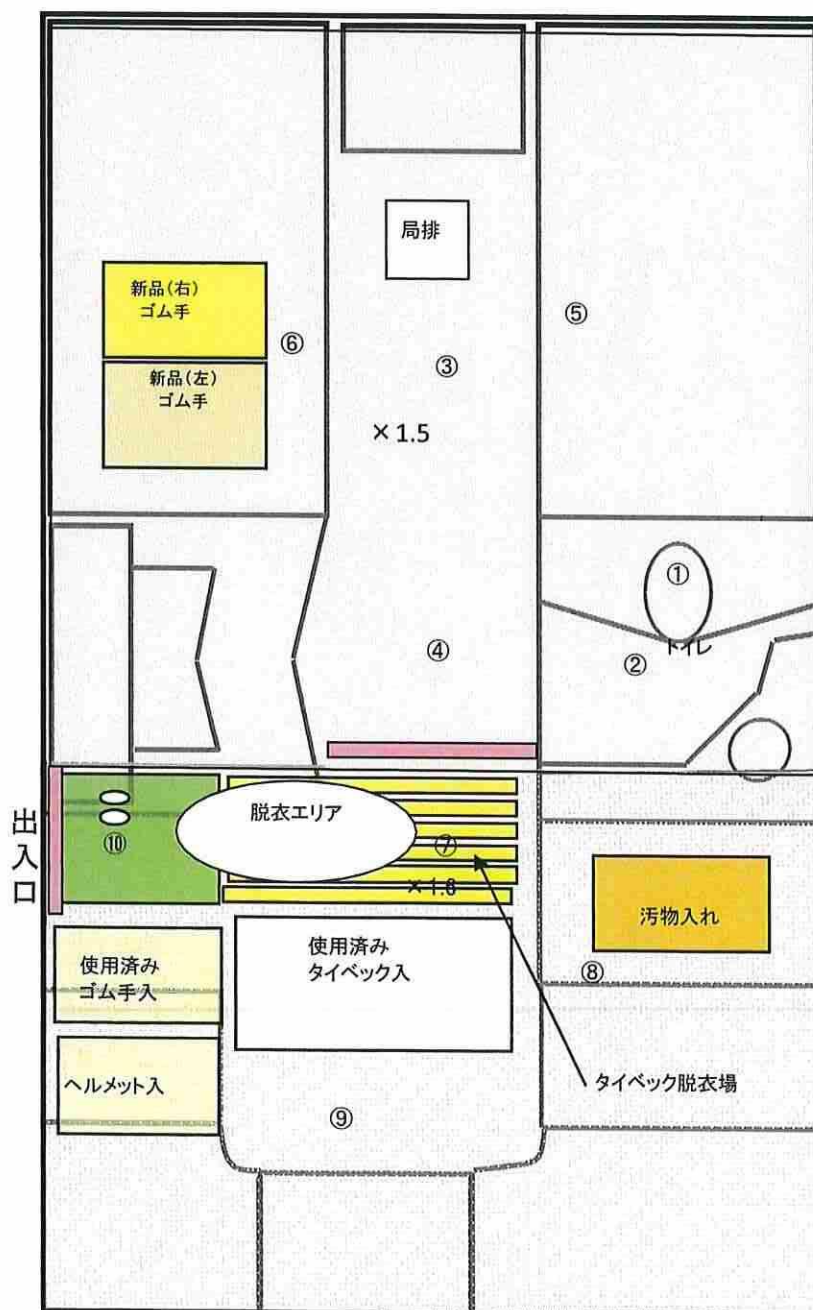 局排
新品(右)
ゴム手
⑥
⑤
新品(左)
ゴム手
③
×1.5
①
④
②
トイレ
出入口
脱衣エリア
⑩
⑦
×1.8
汚物入れ
使用済み
ゴム手入
使用済み
タイベック入
⑧
ヘルメット入
タイベック脱衣場
⑨